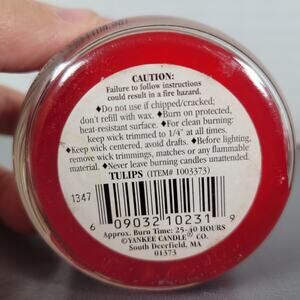 CAUTION:
Failure to follow instructions
could result in a fire hazard.
♦Do not use if chipped/cracked;
don't refill with wax. ♦Burn on protected,
heat-resistant surface. ♦For clean burning:
keep wick trimmed to 1/4" at all times.
♦Keep wick centered, avoid drafts. ♦Before lighting,
remove wick trimmings, matches or any flammable
material. ♦Never leave burning candles unattended.
TULIPS (ITEM# 1003373)
1347
6 09032 10231 9
Approx. Burn Time: 25-40 HOURS
©YANKEE CANDLE® CO.
South Deerfield, MA
01373